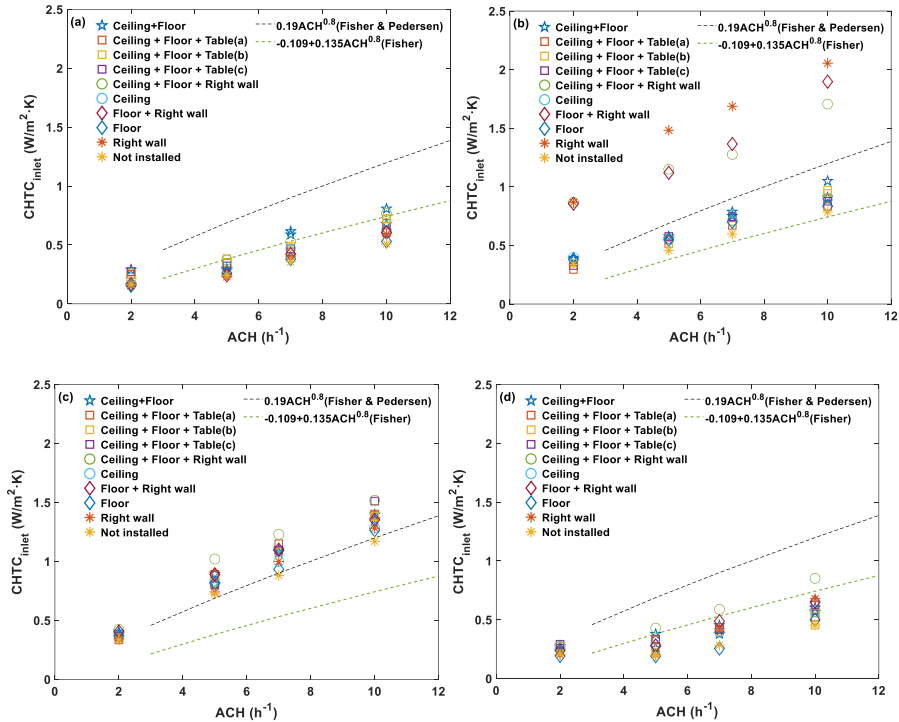 (a)
Ceiling+Floor
Ceiling + Floor + Table(a)
Ceiling + Floor + Table(b)
Ceiling + Floor + Table(c)
Ceiling + Floor + Right wall
Ceiling
Floor + Right wall
Floor
Right wall
Not installed
0.19ACH^0.8(Fisher & Pedersen)
-0.109+0.135ACH^0.8(Fisher)
CHTC_inlet (W/m²·K)
2.5
2
1.5
1
0.5
0
0 2 4 6 8 10 12
ACH (h⁻¹)
(b)
Ceiling+Floor
Ceiling + Floor + Table(a)
Ceiling + Floor + Table(b)
Ceiling + Floor + Table(c)
Ceiling + Floor + Right wall
Ceiling
Floor + Right wall
Floor
Right wall
Not installed
0.19ACH^0.8(Fisher & Pedersen)
-0.109+0.135ACH^0.8(Fisher)
CHTC_inlet (W/m²·K)
2.5
2
1.5
1
0.5
0
0 2 4 6 8 10 12
ACH (h⁻¹)
(c)
Ceiling+Floor
Ceiling + Floor + Table(a)
Ceiling + Floor + Table(b)
Ceiling + Floor + Table(c)
Ceiling + Floor + Right wall
Ceiling
Floor + Right wall
Floor
Right wall
Not installed
0.19ACH^0.8(Fisher & Pedersen)
-0.109+0.135ACH^0.8(Fisher)
CHTC_inlet (W/m²·K)
2.5
2
1.5
1
0.5
0
0 2 4 6 8 10 12
ACH (h⁻¹)
(d)
Ceiling+Floor
Ceiling + Floor + Table(a)
Ceiling + Floor + Table(b)
Ceiling + Floor + Table(c)
Ceiling + Floor + Right wall
Ceiling
Floor + Right wall
Floor
Right wall
Not installed
0.19ACH^0.8(Fisher & Pedersen)
-0.109+0.135ACH^0.8(Fisher)
CHTC_inlet (W/m²·K)
2.5
2
1.5
1
0.5
0
0 2 4 6 8 10 12
ACH (h⁻¹)